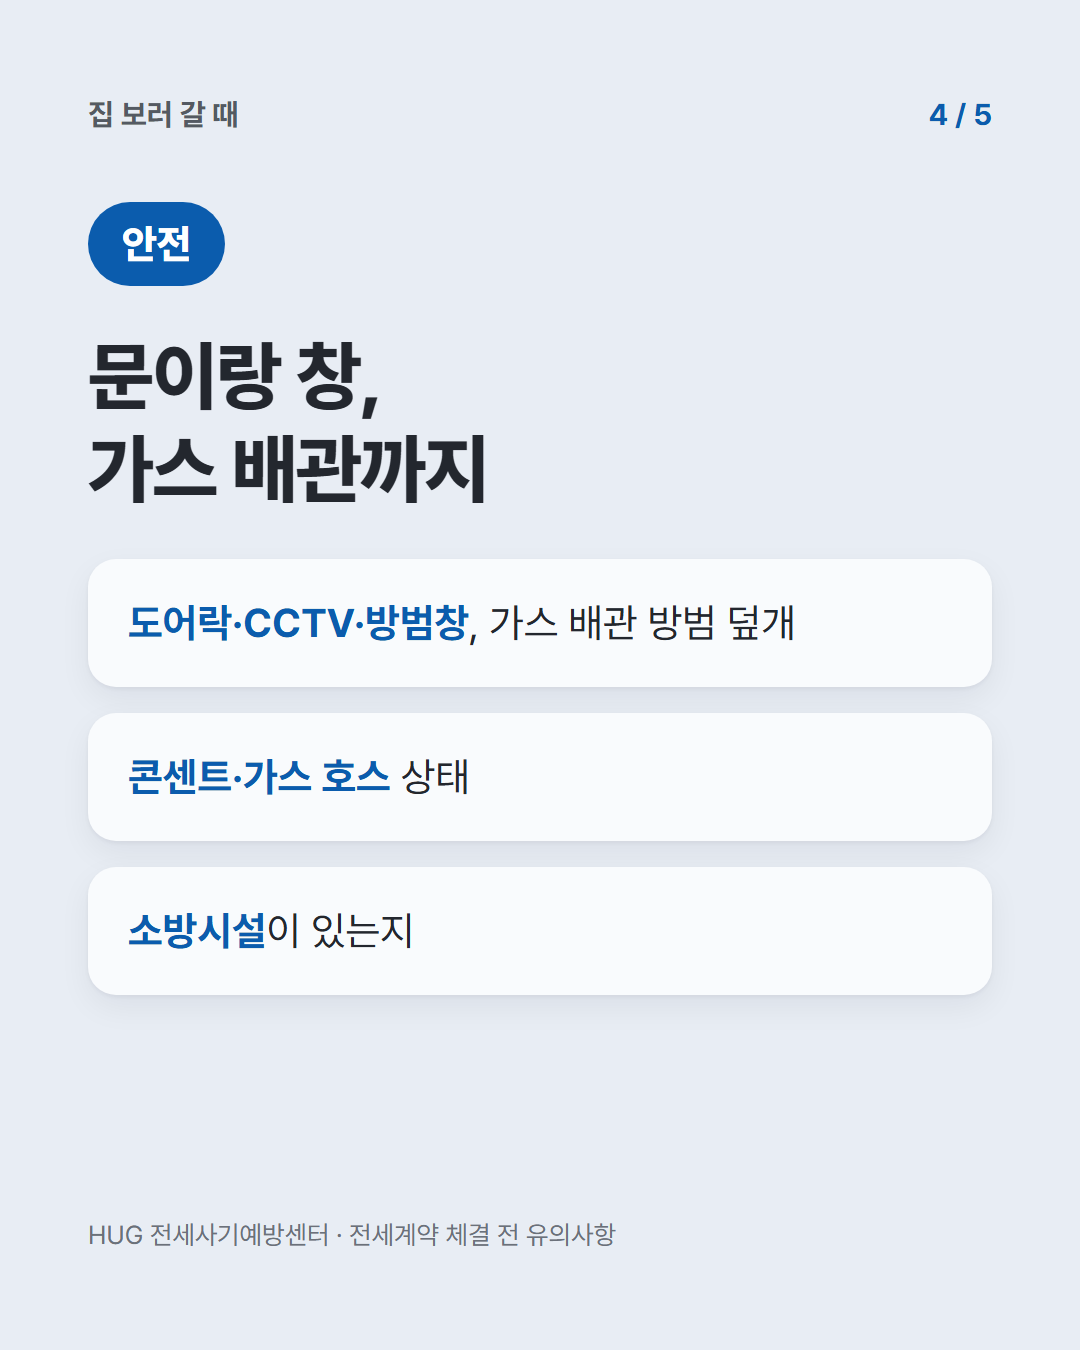 집 보러 갈 때
4 / 5
안전
문이랑 창,
가스 배관까지
도어락·CCTV·방범창, 가스 배관 방범 덮개
콘센트·가스 호스 상태
소방시설이 있는지
HUG 전세사기예방센터 · 전세계약 체결 전 유의사항